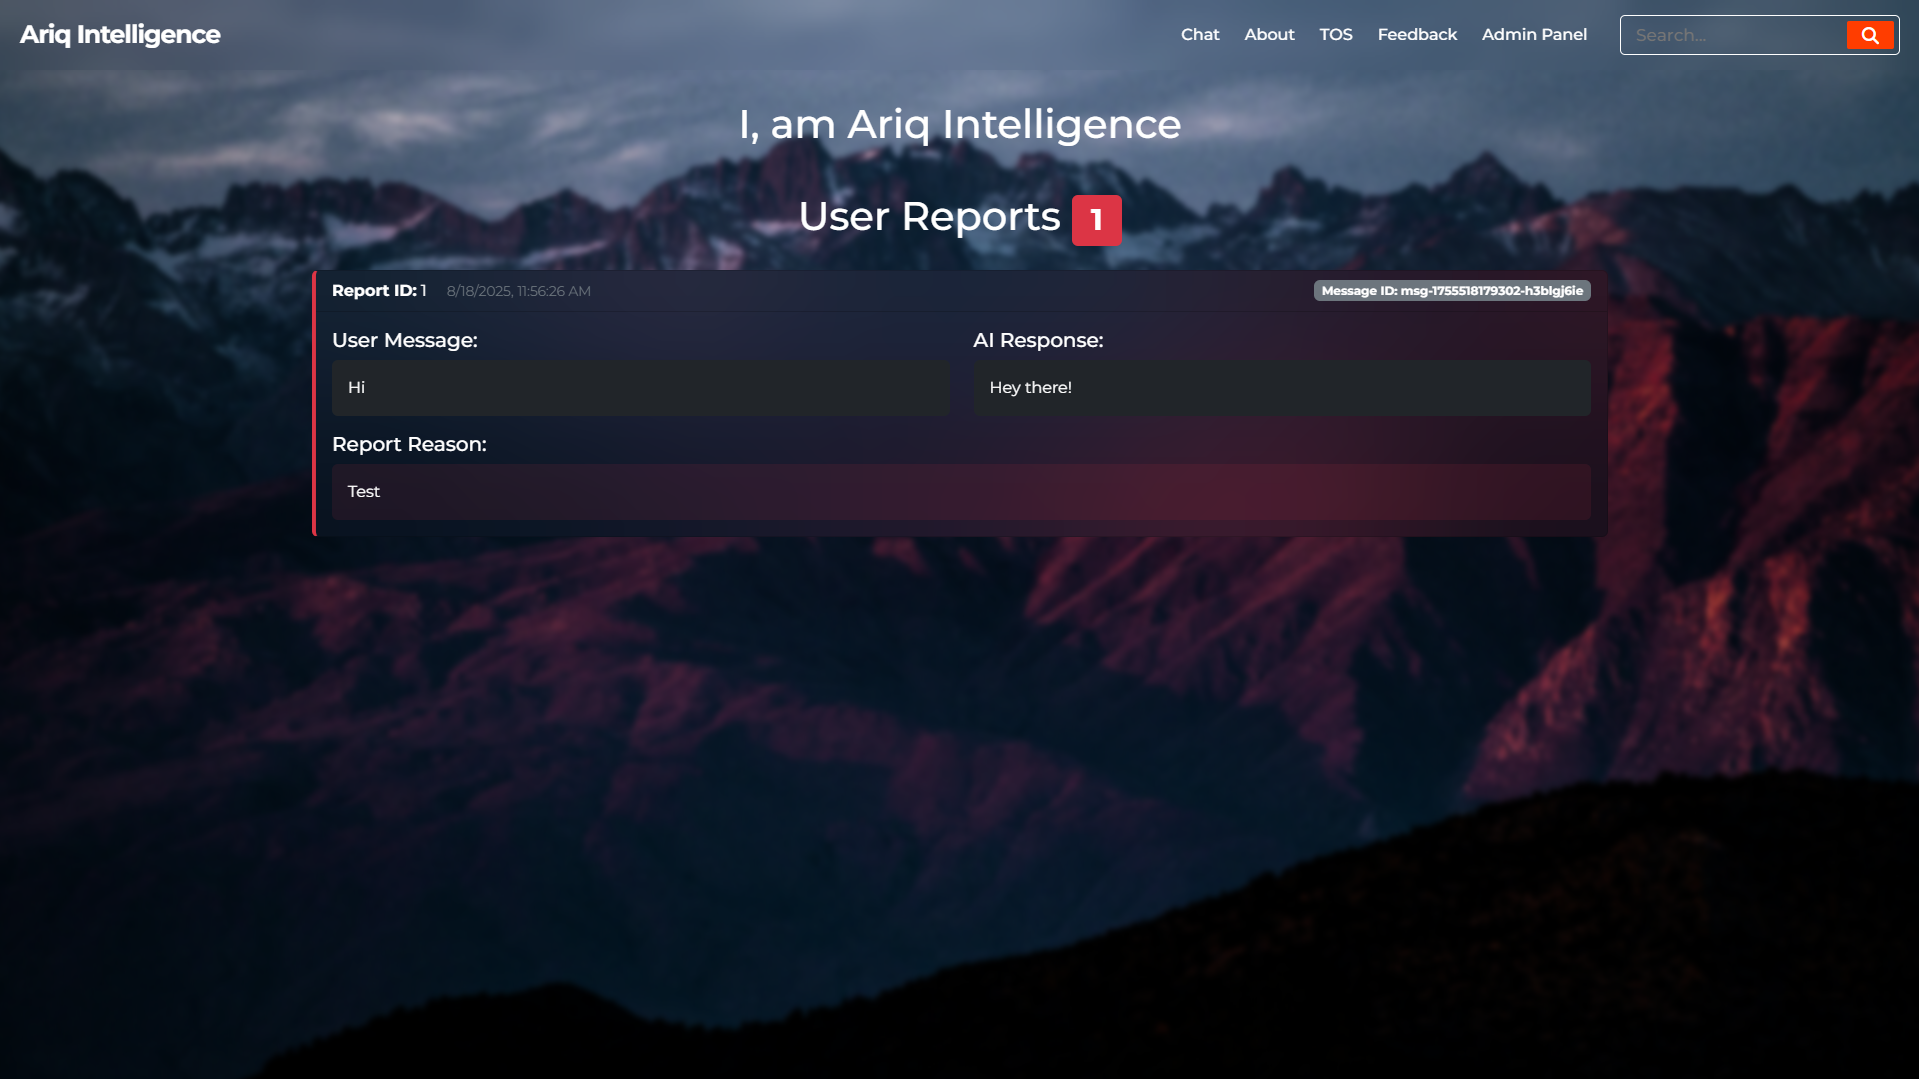 Ariq Intelligence
Chat About TOS Feedback Admin Panel Search...
I, am Ariq Intelligence
User Reports 1
Report ID: 1 8/18/2025, 11:56:26 AM Message ID: msg-1755518179302-h3blgj6ie
User Message: AI Response:
Hi Hey there!
Report Reason:
Test